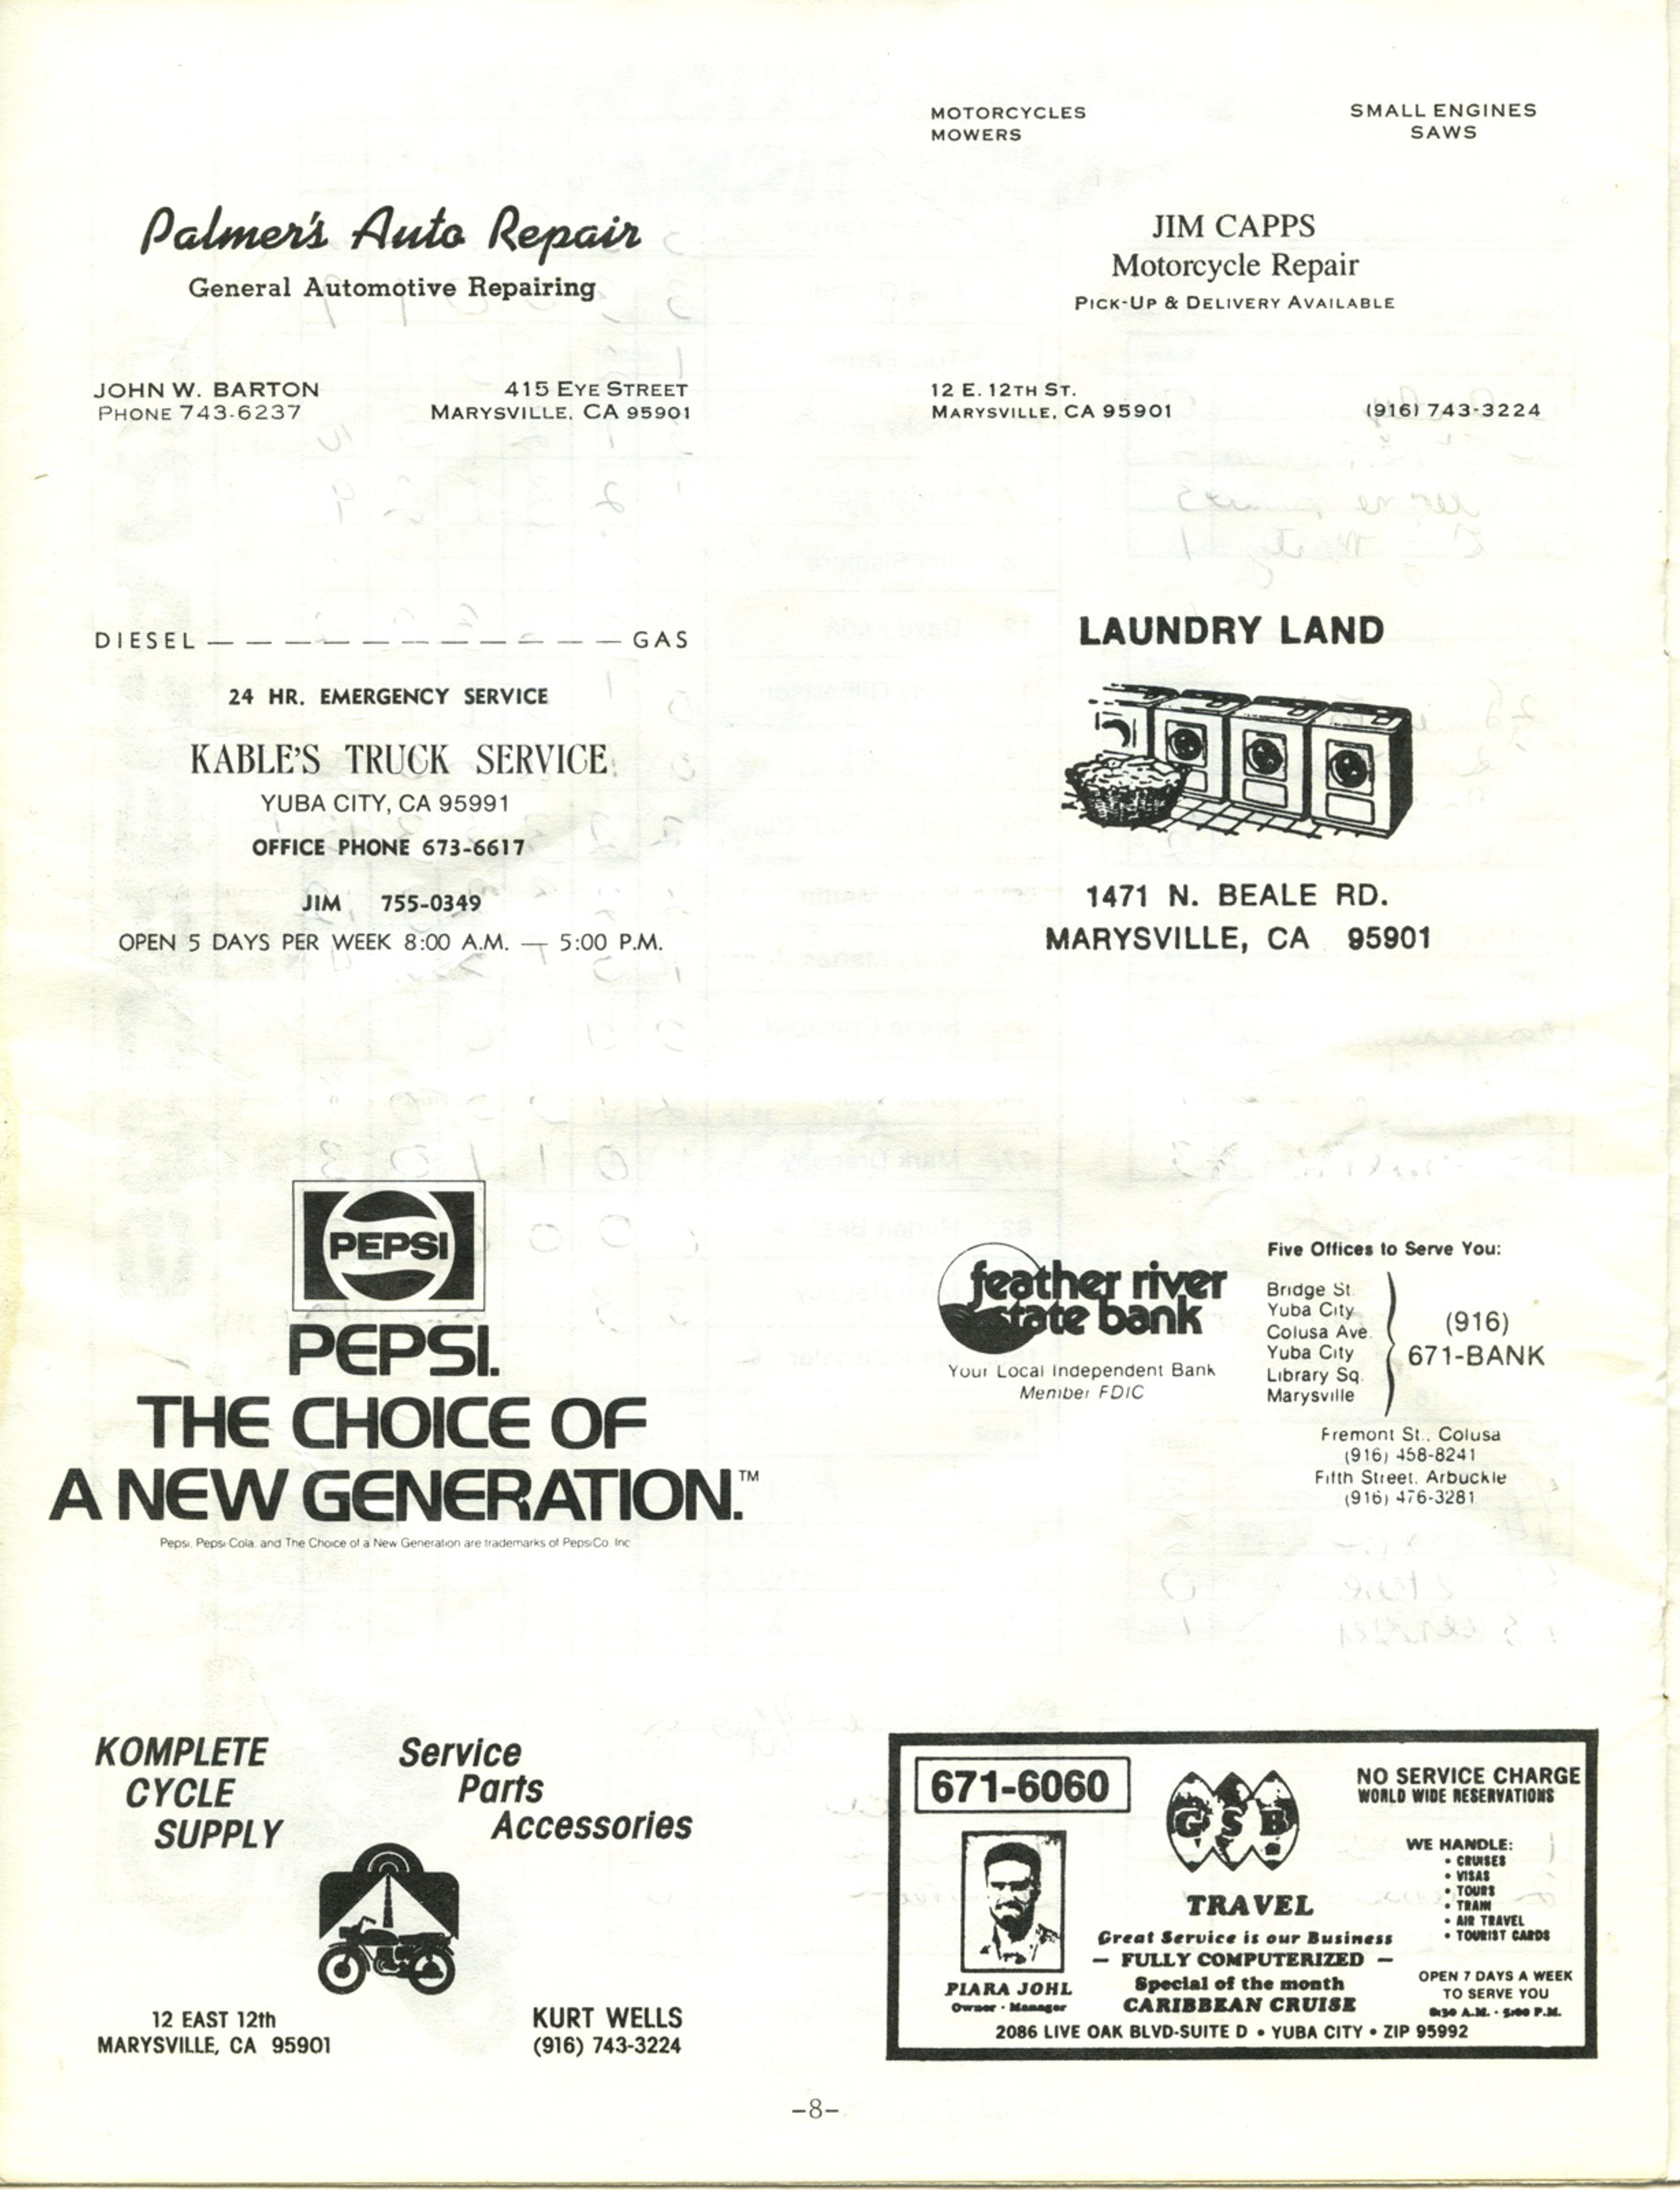 MOTORCYCLES
MOWERS
SMALL ENGINES
SAWS
Palmer's Auto Repair
General Automotive Repairing
JOHN W. BARTON
PHONE 743-6237
415 EYE STREET
MARYSVILLE, CA 95901
JIM CAPPS
Motorcycle Repair
PICK-UP & DELIVERY AVAILABLE
12 E. 12TH ST.
MARYSVILLE, CA 95901
(916) 743-3224
DIESEL — — — — — — — — — — GAS
24 HR. EMERGENCY SERVICE
KABLE'S TRUCK SERVICE
YUBA CITY, CA 95991
OFFICE PHONE 673-6617
JIM 755-0349
OPEN 5 DAYS PER WEEK 8:00 A.M. — 5:00 P.M.
LAUNDRY LAND
1471 N. BEALE RD.
MARYSVILLE, CA 95901
PEPSI
PEPSI.
THE CHOICE OF
A NEW GENERATION.™
Pepsi, Pepsi-Cola, and The Choice of a New Generation are trademarks of PepsiCo, Inc
feather river
state bank
Your Local Independent Bank
Member FDIC
Five Offices to Serve You:
Bridge St.
Yuba City
Colusa Ave.
Yuba City
Library Sq.
Marysville
(916)
671-BANK
Fremont St., Colusa
(916) 458-8241
Fifth Street, Arbuckle
(916) 476-3281
KOMPLETE
CYCLE
SUPPLY
Service
Parts
Accessories
12 EAST 12th
MARYSVILLE, CA 95901
KURT WELLS
(916) 743-3224
671-6060
PIARA JOHL
Owner - Manager
GSB
TRAVEL
Great Service is our Business
— FULLY COMPUTERIZED —
Special of the month
CARIBBEAN CRUISE
NO SERVICE CHARGE
WORLD WIDE RESERVATIONS
WE HANDLE:
• CRUISES
• VISAS
• TOURS
• TRAIN
• AIR TRAVEL
• TOURIST CARDS
OPEN 7 DAYS A WEEK
TO SERVE YOU
8:30 A.M. - 5:00 P.M.
2086 LIVE OAK BLVD-SUITE D • YUBA CITY • ZIP 95992
-8-